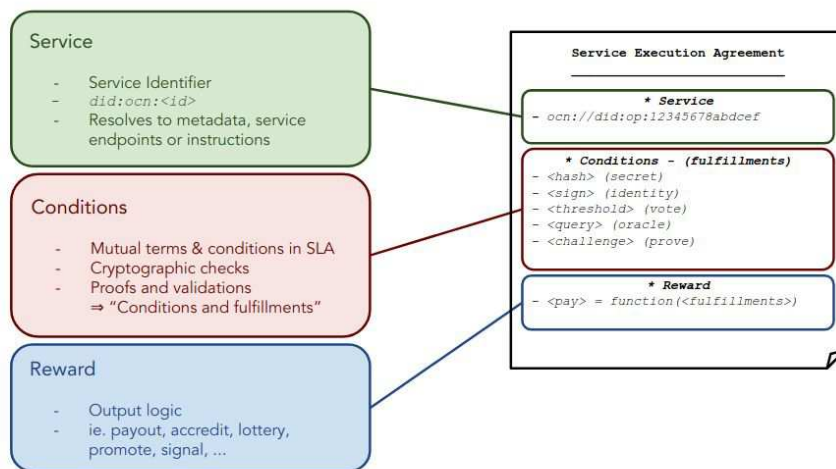 Service
- Service Identifier
- did:ocn:<id>
- Resolves to metadata, service
endpoints or instructions
Conditions
- Mutual terms & conditions in SLA
- Cryptographic checks
- Proofs and validations
⇒ “Conditions and fulfillments”
Reward
- Output logic
- ie. payout, accredit, lottery,
promote, signal, ...
Service Execution Agreement
* Service
- ocn://did:op:12345678abdcef
* Conditions - (fulfillments)
- <hash> (secret)
- <sign> (identity)
- <threshold> (vote)
- <query> (oracle)
- <challenge> (prove)
* Reward
- <pay> = function(<fulfillments>)